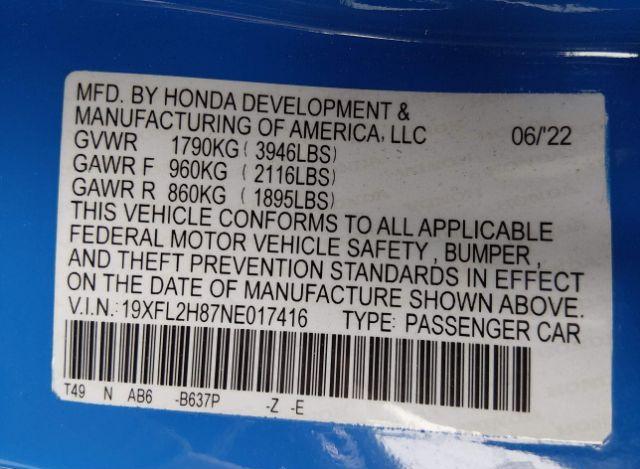 MFD. BY HONDA DEVELOPMENT &
MANUFACTURING OF AMERICA, LLC 06/'22
GVWR 1790KG ( 3946LBS)
GAWR F 960KG ( 2116LBS)
GAWR R 860KG ( 1895LBS)
THIS VEHICLE CONFORMS TO ALL APPLICABLE
FEDERAL MOTOR VEHICLE SAFETY , BUMPER ,
AND THEFT PREVENTION STANDARDS IN EFFECT
ON THE DATE OF MANUFACTURE SHOWN ABOVE.
V.I.N.: 19XFL2H87NE017416 TYPE: PASSENGER CAR
T49 N AB6 -B637P -Z -E